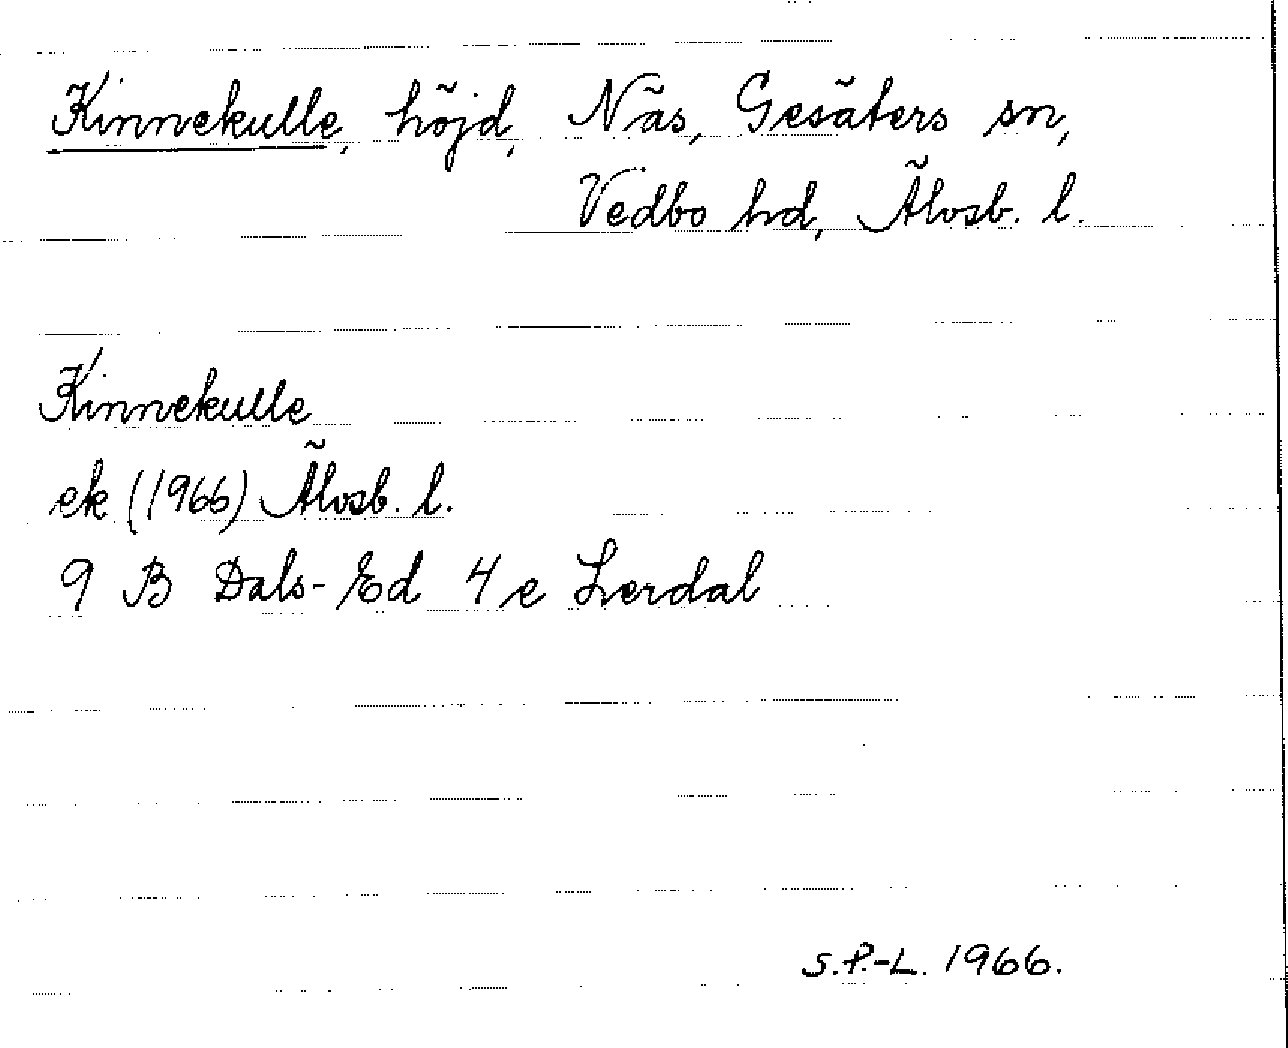 Kinnekulle, höjd, Näs, Gesäters sn,
Vedbo hd, Älvsb. l.
Kinnekulle
ek (1966) Älvsb. l.
9 B Dals-Ed 4 e Lerdal
S.P.-L. 1966.